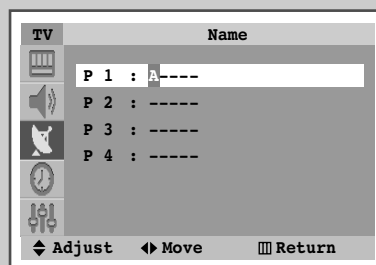 TV Name
P 1 : A----
P 2 : -----
P 3 : -----
P 4 : -----
Adjust Move Return